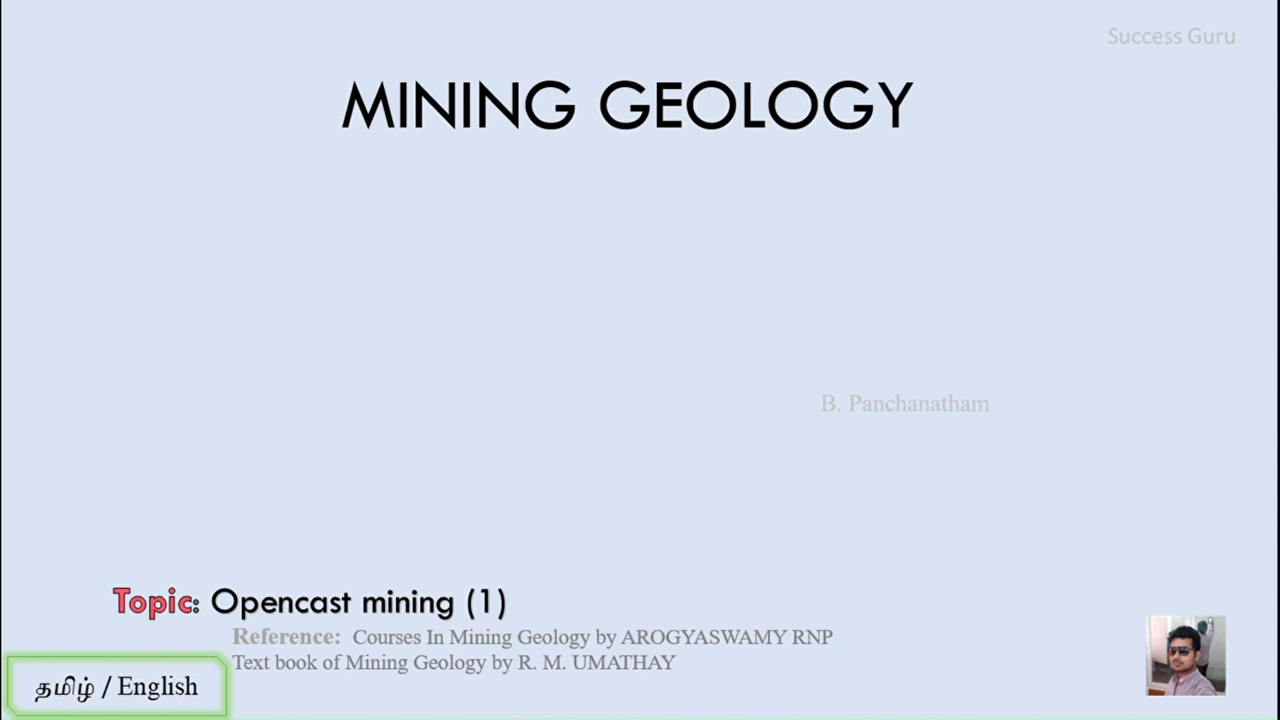 Success Guru
MINING GEOLOGY
B. Panchanatham
Topic: Opencast mining (1)
Reference: Courses In Mining Geology by AROGYASWAMY RNP
Text book of Mining Geology by R. M. UMATHAY
தமிழ் / English